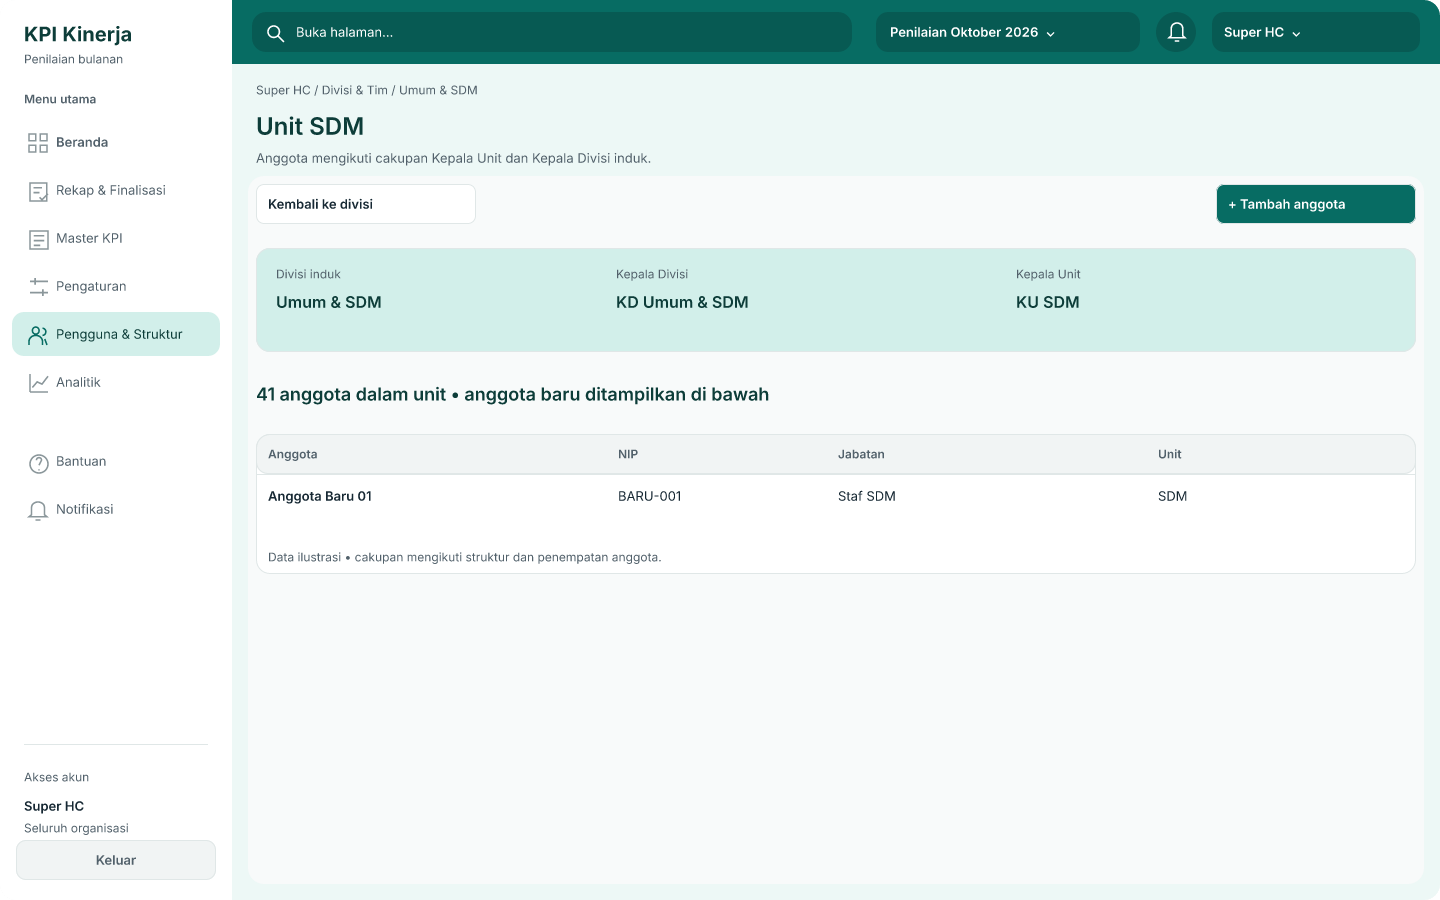 KPI Kinerja
Penilaian bulanan
Menu utama
Beranda
Rekap & Finalisasi
Master KPI
Pengaturan
Pengguna & Struktur
Analitik
Bantuan
Notifikasi
Akses akun
Super HC
Seluruh organisasi
Keluar
Buka halaman...
Penilaian Oktober 2026
Super HC
Super HC / Divisi & Tim / Umum & SDM
Unit SDM
Anggota mengikuti cakupan Kepala Unit dan Kepala Divisi induk.
Kembali ke divisi
+ Tambah anggota
Divisi induk
Umum & SDM
Kepala Divisi
KD Umum & SDM
Kepala Unit
KU SDM
41 anggota dalam unit • anggota baru ditampilkan di bawah
Anggota NIP Jabatan Unit
Anggota Baru 01 BARU-001 Staf SDM SDM
Data ilustrasi • cakupan mengikuti struktur dan penempatan anggota.